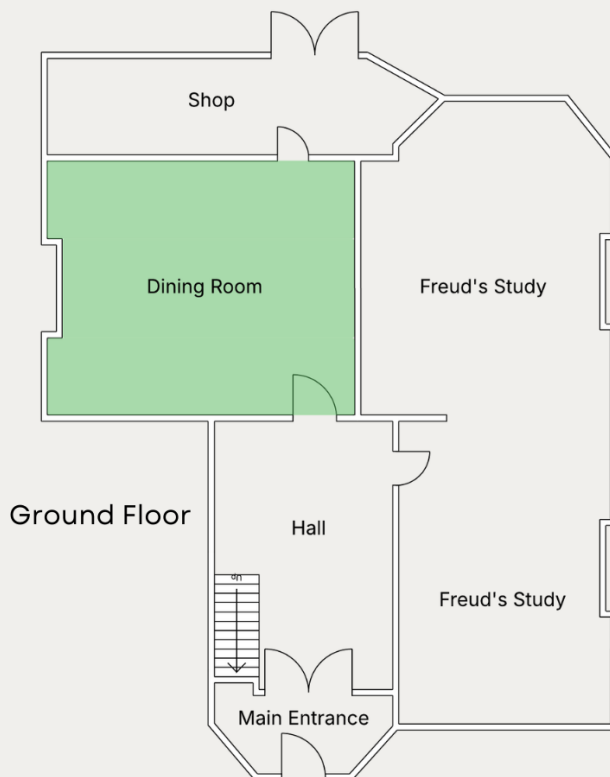 Shop
Dining Room
Freud's Study
Ground Floor
Hall
Up
Freud's Study
Main Entrance